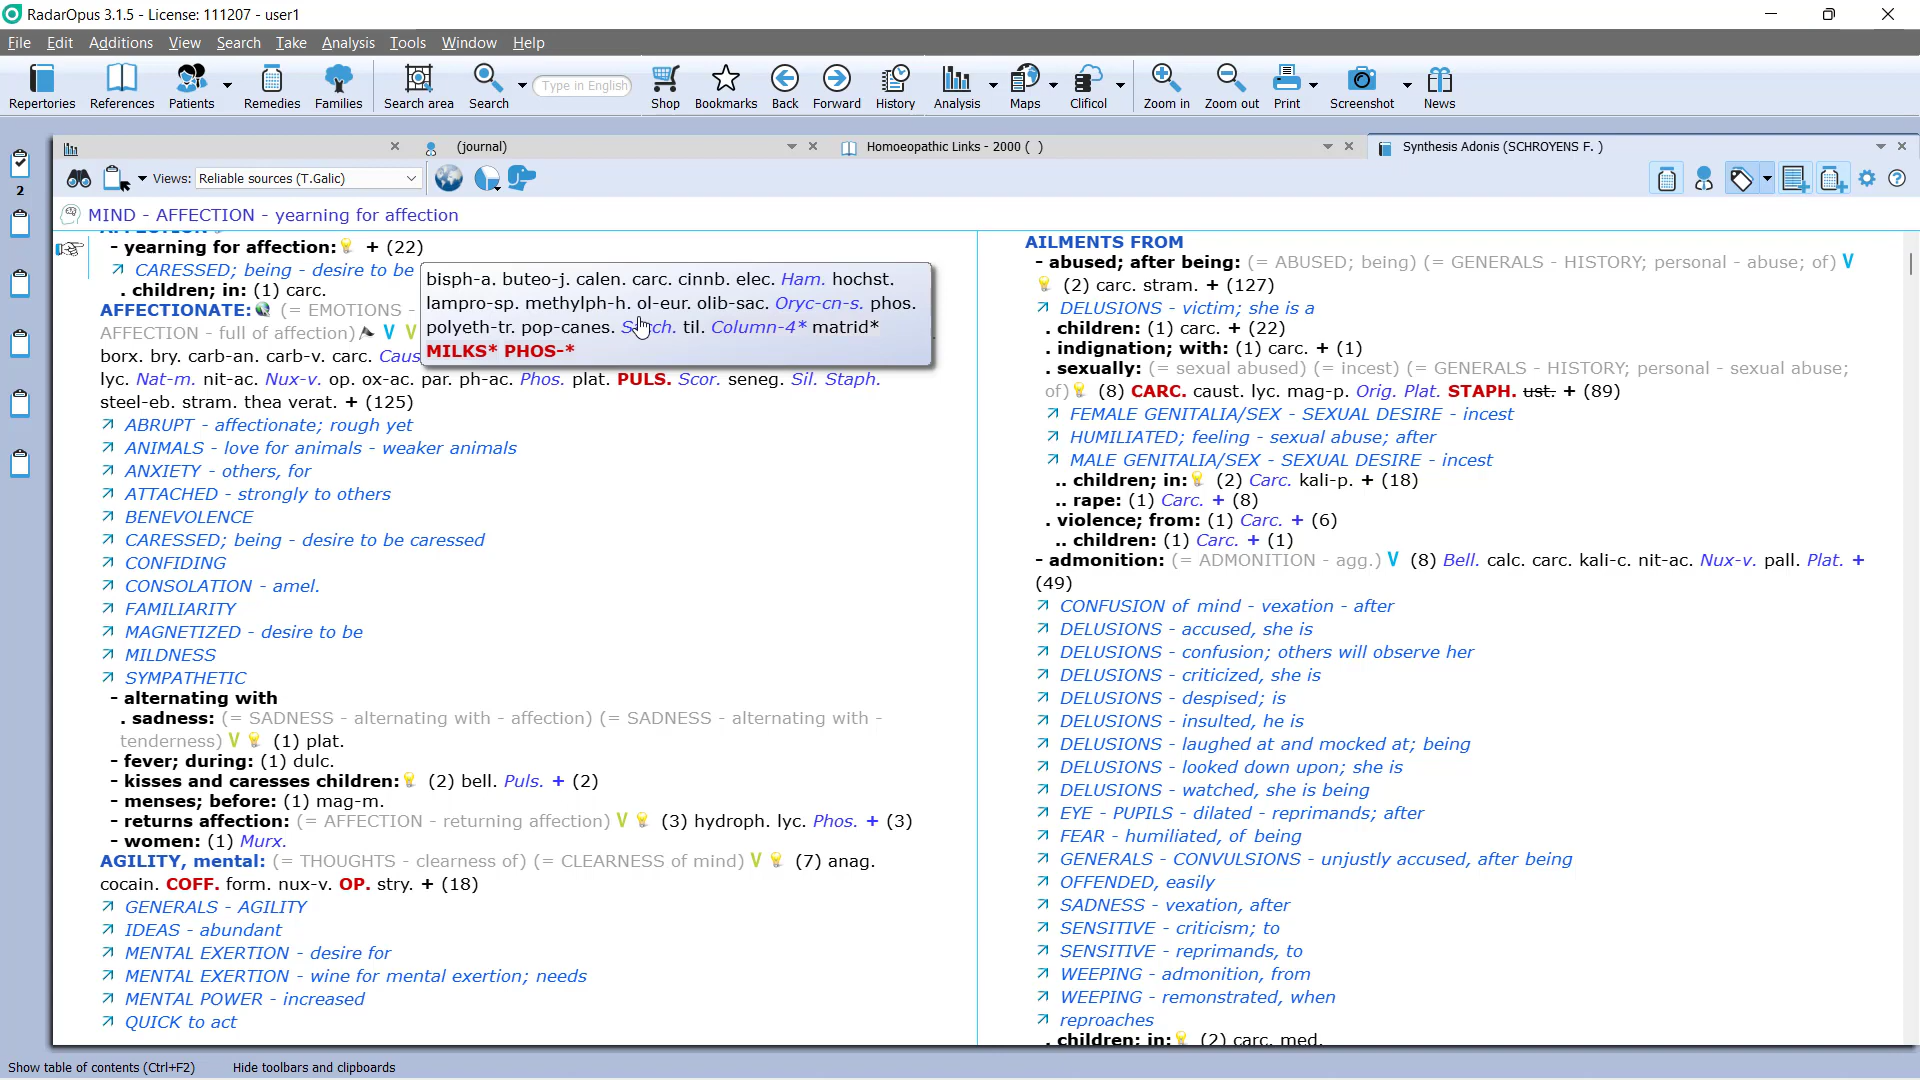 RadarOpus 3.1.5 - License: 111207 - user1
File Edit Additions View Search Take Analysis Tools Window Help
Repertories References Patients Remedies Families Search area Search Type in English Shop Bookmarks Back Forward History Analysis Maps Clificol Zoom in Zoom out Print Screenshot News
(journal) Homoeopathic Links - 2000 ( ) Synthesis Adonis (SCHROYENS F. )
2 Views: Reliable sources (T.Galic)
MIND - AFFECTION - yearning for affection
- yearning for affection: + (22)
CARESSED; being - desire to be
. children; in: (1) carc.
bisph-a. buteo-j. calen. carc. cinnb. elec. Ham. hochst.
lampro-sp. methylph-h. ol-eur. olib-sac. Oryc-cn-s. phos.
polyeth-tr. pop-canes. til. Column-4* matrid*
MILKS* PHOS-*
AFFECTIONATE: (= EMOTIONS -
AFFECTION - full of affection) V V
borx. bry. carb-an. carb-v. carc. Caus
lyc. Nat-m. nit-ac. Nux-v. op. ox-ac. par. ph-ac. Phos. plat. PULS. Scor. seneg. Sil. Staph.
steel-eb. stram. thea verat. + (125)
ABRUPT - affectionate; rough yet
ANIMALS - love for animals - weaker animals
ANXIETY - others, for
ATTACHED - strongly to others
BENEVOLENCE
CARESSED; being - desire to be caressed
CONFIDING
CONSOLATION - amel.
FAMILIARITY
MAGNETIZED - desire to be
MILDNESS
SYMPATHETIC
- alternating with
. sadness: (= SADNESS - alternating with - affection) (= SADNESS - alternating with -
tenderness) V (1) plat.
- fever; during: (1) dulc.
- kisses and caresses children: (2) bell. Puls. + (2)
- menses; before: (1) mag-m.
- returns affection: (= AFFECTION - returning affection) V (3) hydroph. lyc. Phos. + (3)
- women: (1) Murx.
AGILITY, mental: (= THOUGHTS - clearness of) (= CLEARNESS of mind) V (7) anag.
cocain. COFF. form. nux-v. OP. stry. + (18)
GENERALS - AGILITY
IDEAS - abundant
MENTAL EXERTION - desire for
MENTAL EXERTION - wine for mental exertion; needs
MENTAL POWER - increased
QUICK to act
AILMENTS FROM
- abused; after being: (= ABUSED; being) (= GENERALS - HISTORY; personal - abuse; of) V
(2) carc. stram. + (127)
DELUSIONS - victim; she is a
. children: (1) carc. + (22)
. indignation; with: (1) carc. + (1)
. sexually: (= sexual abused) (= incest) (= GENERALS - HISTORY; personal - sexual abuse;
of) (8) CARC. caust. lyc. mag-p. Orig. Plat. STAPH. ust. + (89)
FEMALE GENITALIA/SEX - SEXUAL DESIRE - incest
HUMILIATED; feeling - sexual abuse; after
MALE GENITALIA/SEX - SEXUAL DESIRE - incest
.. children; in: (2) Carc. kali-p. + (18)
.. rape: (1) Carc. + (8)
. violence; from: (1) Carc. + (6)
.. children: (1) Carc. + (1)
- admonition: (= ADMONITION - agg.) V (8) Bell. calc. carc. kali-c. nit-ac. Nux-v. pall. Plat. +
(49)
CONFUSION of mind - vexation - after
DELUSIONS - accused, she is
DELUSIONS - confusion; others will observe her
DELUSIONS - criticized, she is
DELUSIONS - despised; is
DELUSIONS - insulted, he is
DELUSIONS - laughed at and mocked at; being
DELUSIONS - looked down upon; she is
DELUSIONS - watched, she is being
EYE - PUPILS - dilated - reprimands; after
FEAR - humiliated, of being
GENERALS - CONVULSIONS - unjustly accused, after being
OFFENDED, easily
SADNESS - vexation, after
SENSITIVE - criticism; to
SENSITIVE - reprimands, to
WEEPING - admonition, from
WEEPING - remonstrated, when
reproaches
. children; in: (2) carc. med.
Show table of contents (Ctrl+F2) Hide toolbars and clipboards